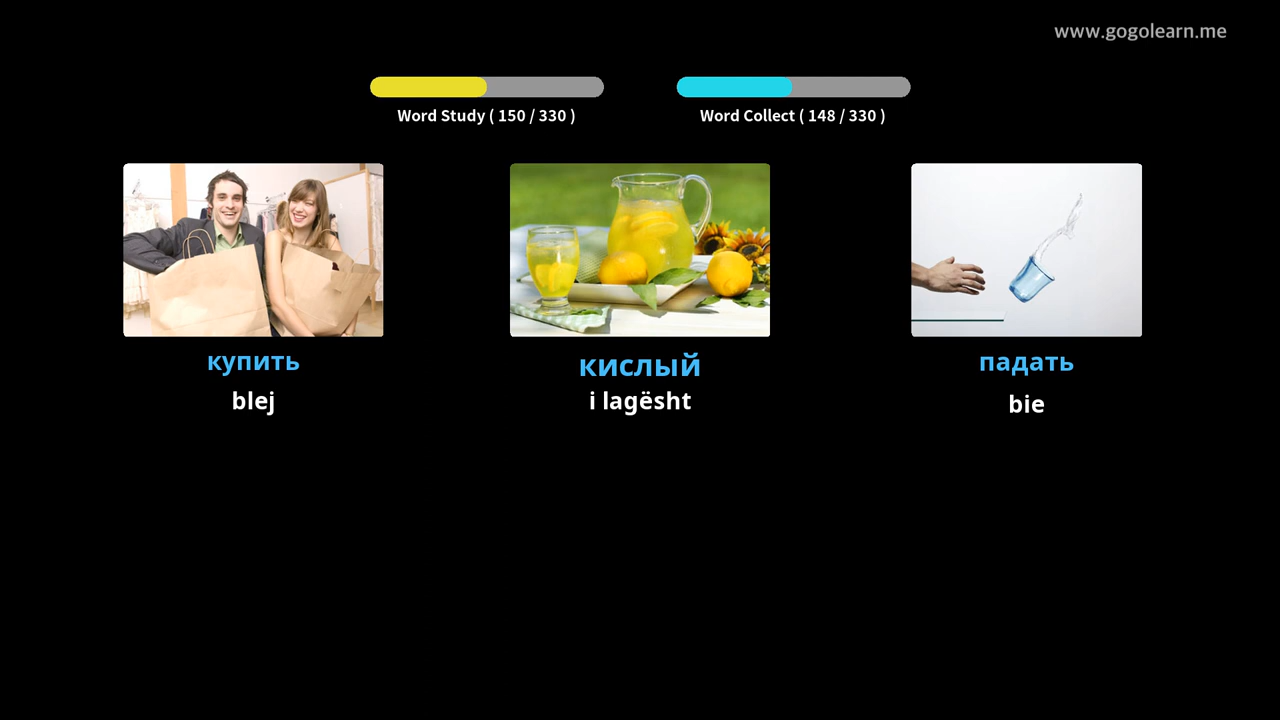 www.gogolearn.me
Word Study ( 150 / 330 )
Word Collect ( 148 / 330 )
купить
blej
кислый
i lagësht
падать
bie